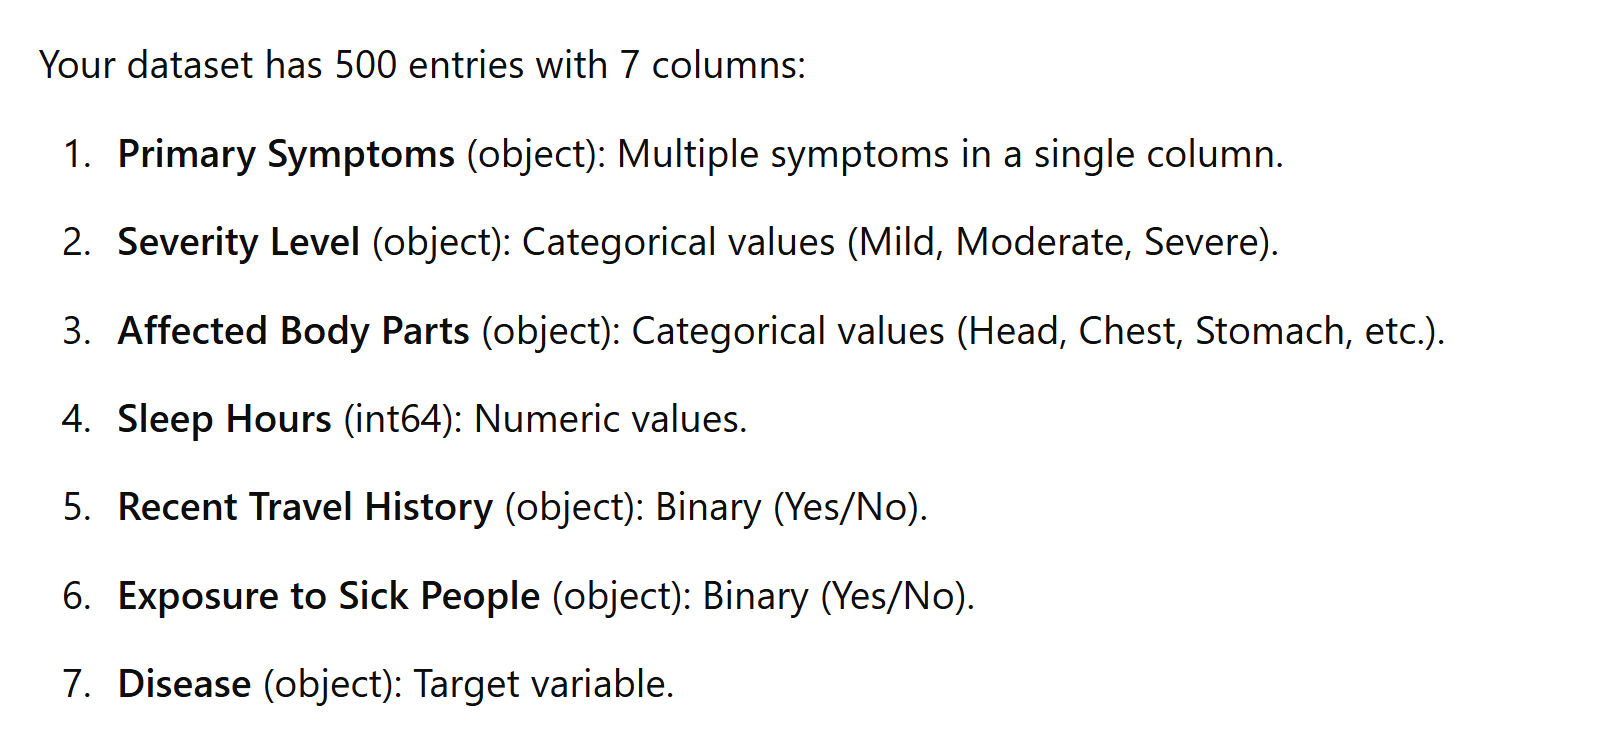 Your dataset has 500 entries with 7 columns:
1. Primary Symptoms (object): Multiple symptoms in a single column.
2. Severity Level (object): Categorical values (Mild, Moderate, Severe).
3. Affected Body Parts (object): Categorical values (Head, Chest, Stomach, etc.).
4. Sleep Hours (int64): Numeric values.
5. Recent Travel History (object): Binary (Yes/No).
6. Exposure to Sick People (object): Binary (Yes/No).
7. Disease (object): Target variable.